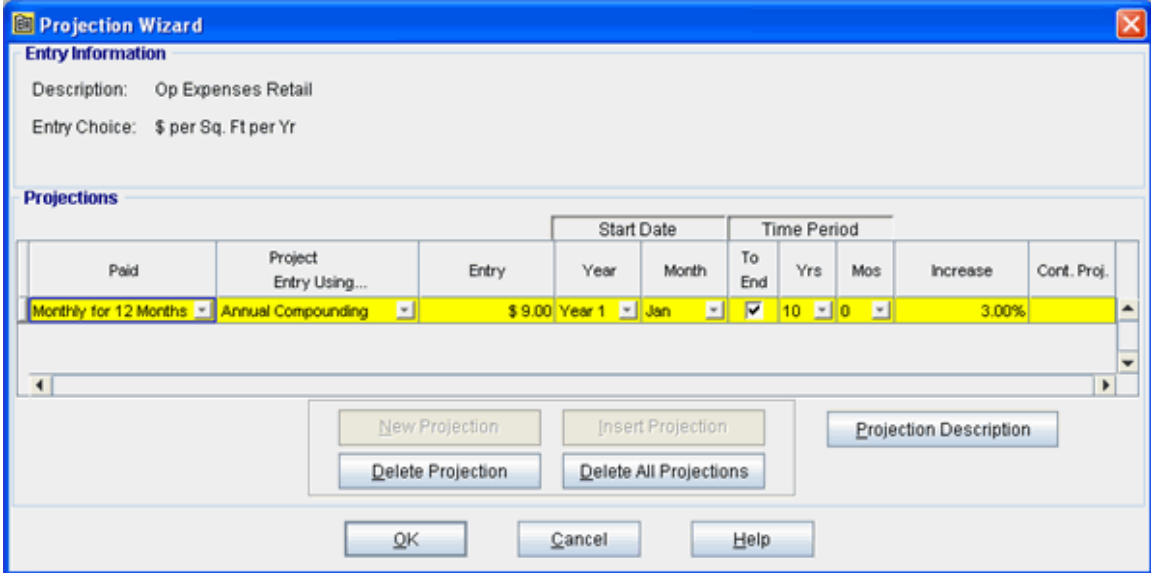 Projection Wizard
Entry Information
Description: Op Expenses Retail
Entry Choice: $ per Sq. Ft per Yr
Projections
Start Date Time Period
Paid Project Entry Using... Entry Year Month To End Yrs Mos Increase Cont. Proj.
Monthly for 12 Months Annual Compounding $ 9.00 Year 1 Jan 10 0 3.00%
New Projection Insert Projection Projection Description
Delete Projection Delete All Projections
OK Cancel Help